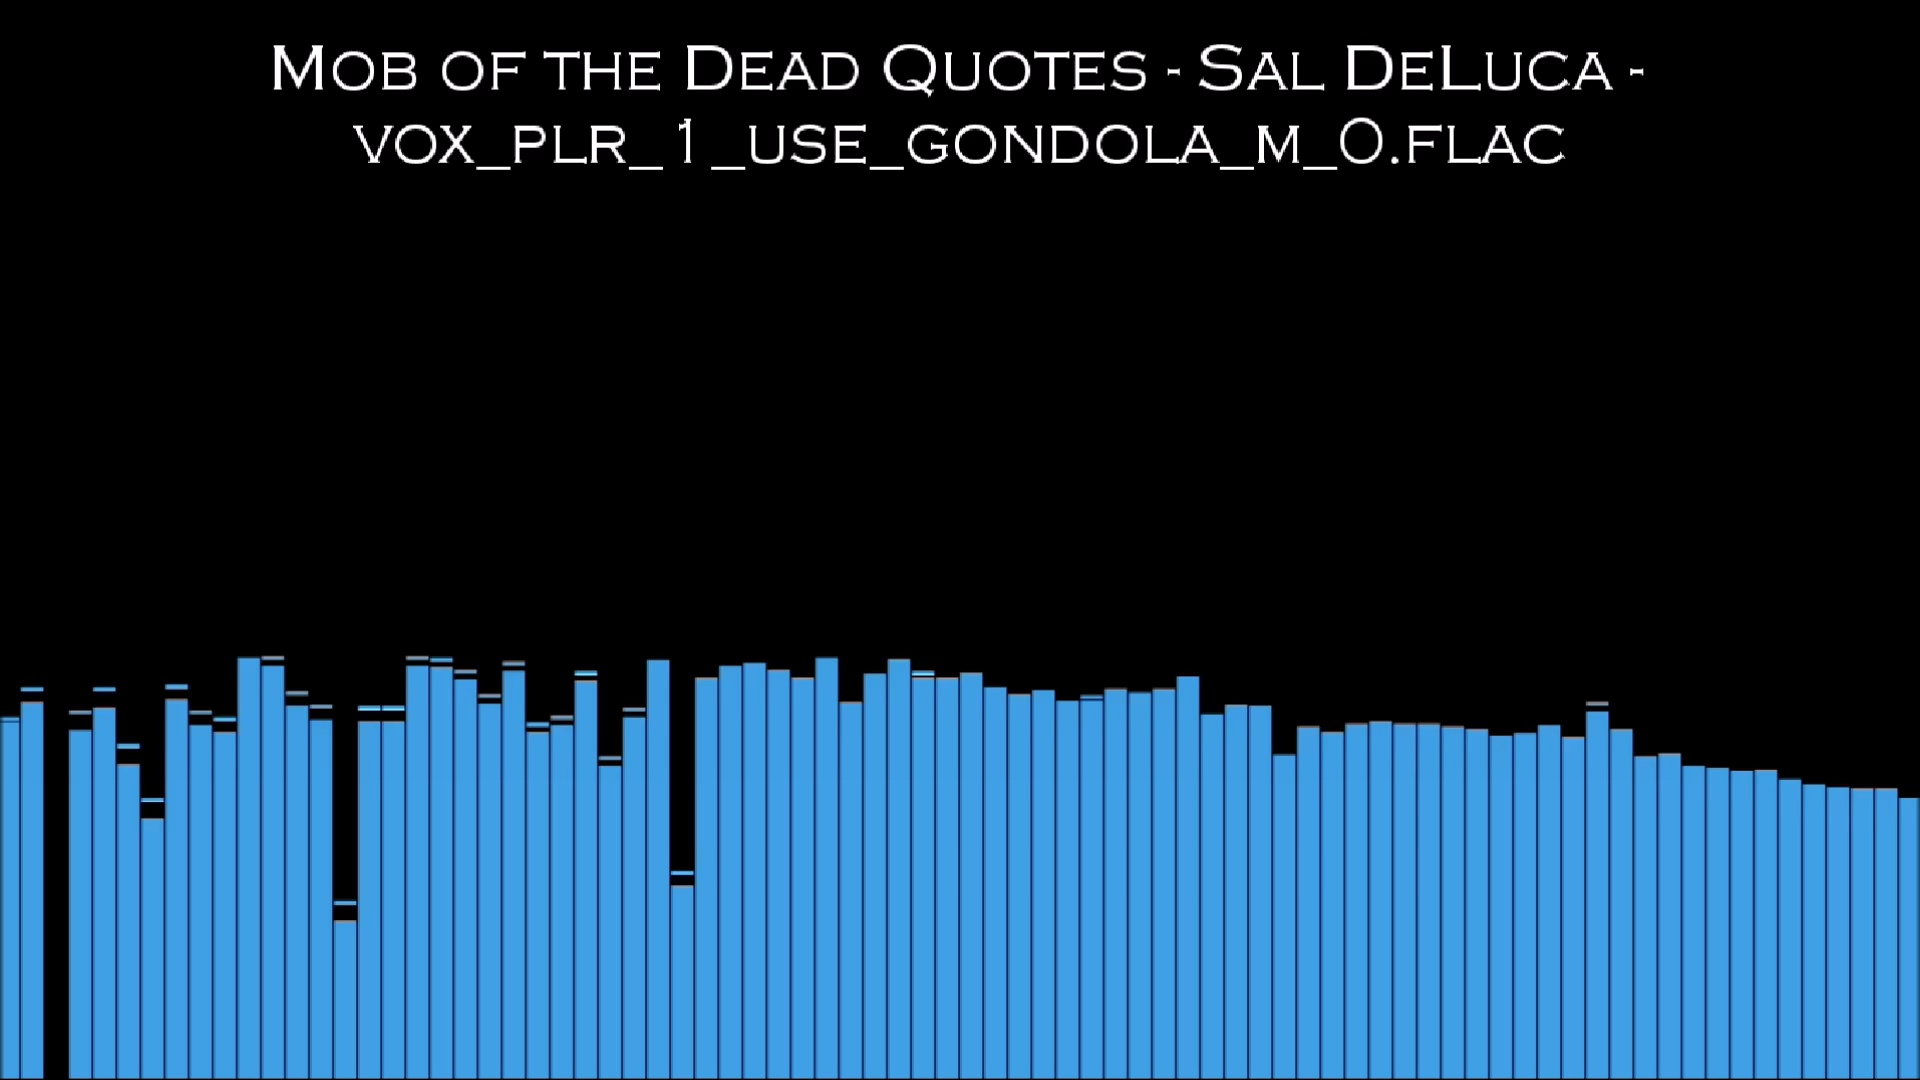 Mob of the Dead Quotes - Sal DeLuca -
vox_plr_1_use_gondola_m_0.flac